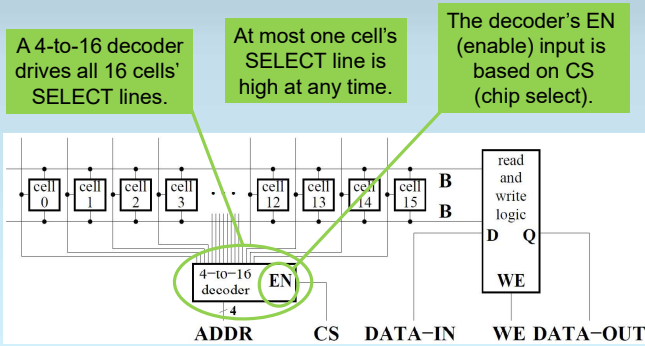 A 4-to-16 decoder
drives all 16 cells'
SELECT lines.
At most one cell's
SELECT line is
high at any time.
The decoder's EN
(enable) input is
based on CS
(chip select).
cell
0
cell
1
cell
2
cell
3
. .
cell
12
cell
13
cell
14
cell
15
B
B
read
and
write
logic
D Q
WE
4-to-16
decoder
EN
4
ADDR CS DATA-IN WE DATA-OUT